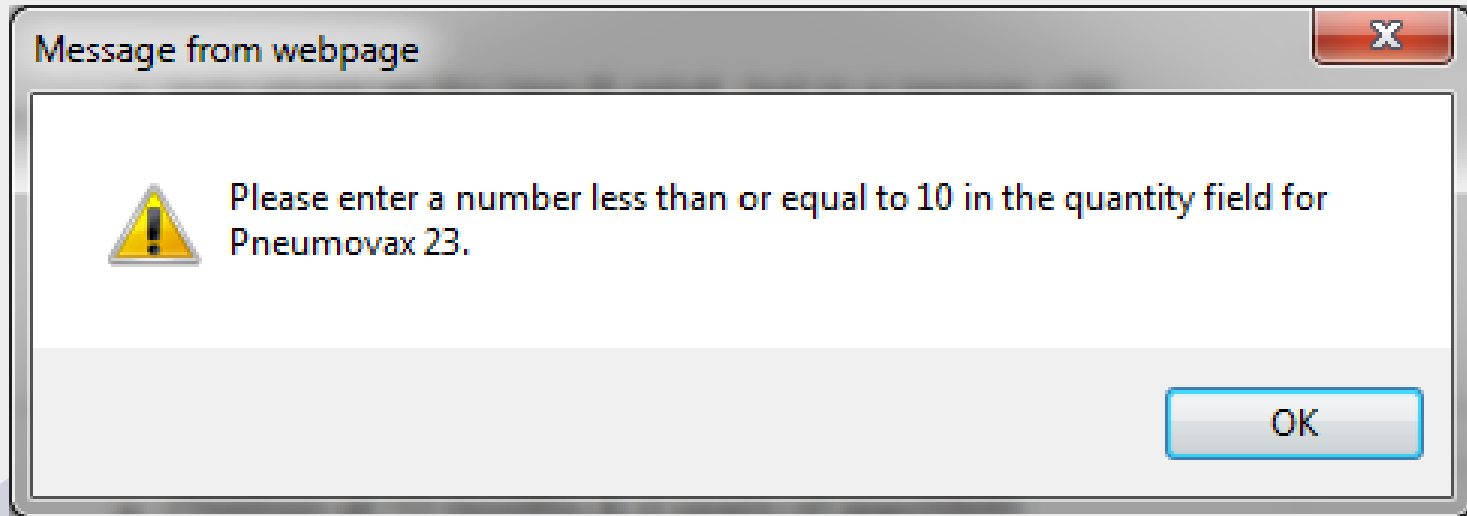 Message from webpage
Please enter a number less than or equal to 10 in the quantity field for
Pneumovax 23.
OK